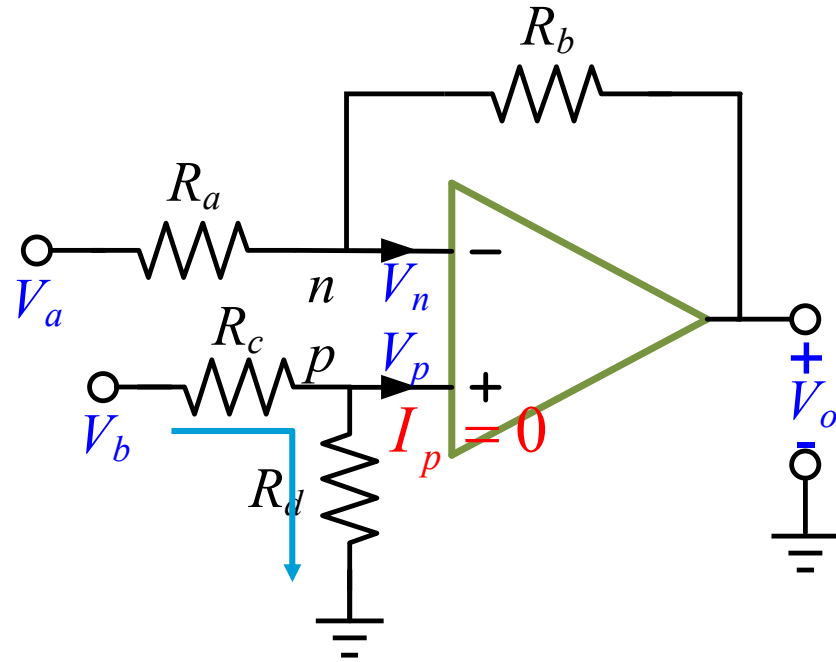 R_b
R_a
−
V_a
n
V_n
R_c
p
V_p
+
+
V_b
I_p = 0
V_o
-
R_d